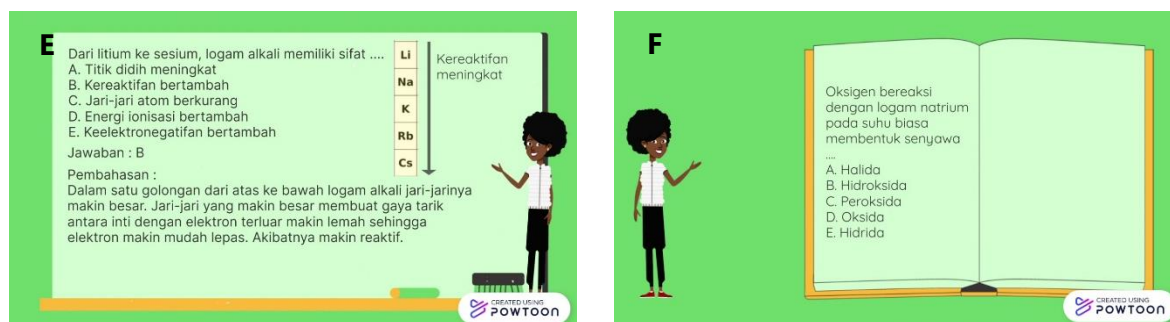 E
Dari litium ke sesium, logam alkali memiliki sifat ....
A. Titik didih meningkat
B. Kereaktifan bertambah
C. Jari-jari atom berkurang
D. Energi ionisasi bertambah
E. Keelektronegatifan bertambah
Jawaban : B
Pembahasan :
Dalam satu golongan dari atas ke bawah logam alkali jari-jarinya
makin besar. Jari-jari yang makin besar membuat gaya tarik
antara inti dengan elektron terluar makin lemah sehingga
elektron makin mudah lepas. Akibatnya makin reaktif.
Li
Na
K
Rb
Cs
Kereaktifan
meningkat
CREATED USING
POWTOON
F
Oksigen bereaksi
dengan logam natrium
pada suhu biasa
membentuk senyawa
....
A. Halida
B. Hidroksida
C. Peroksida
D. Oksida
E. Hidrida
CREATED USING
POWTOON